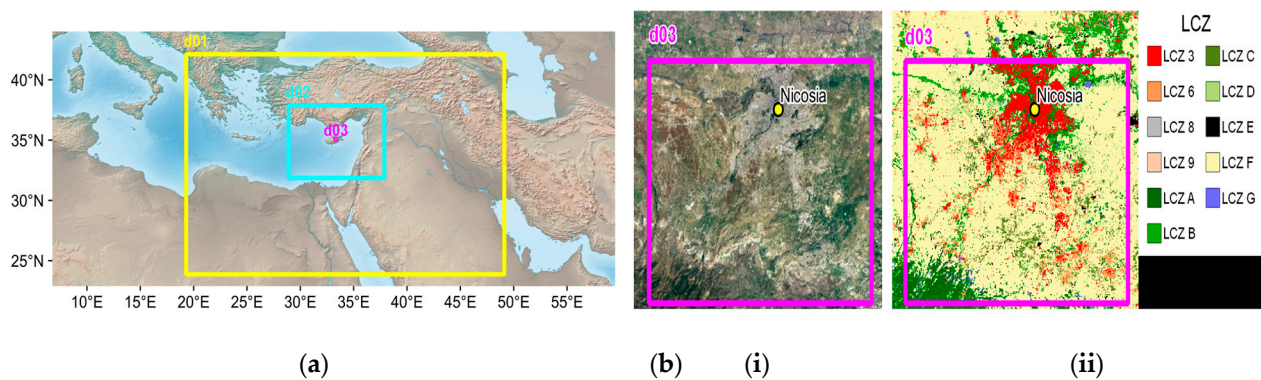 d01
d02
d03
40°N
35°N
30°N
25°N
10°E 15°E 20°E 25°E 30°E 35°E 40°E 45°E 50°E 55°E
d03
Nicosia
d03
Nicosia
LCZ
LCZ 3 LCZ C
LCZ 6 LCZ D
LCZ 8 LCZ E
LCZ 9 LCZ F
LCZ A LCZ G
LCZ B
(a) (b) (i) (ii)